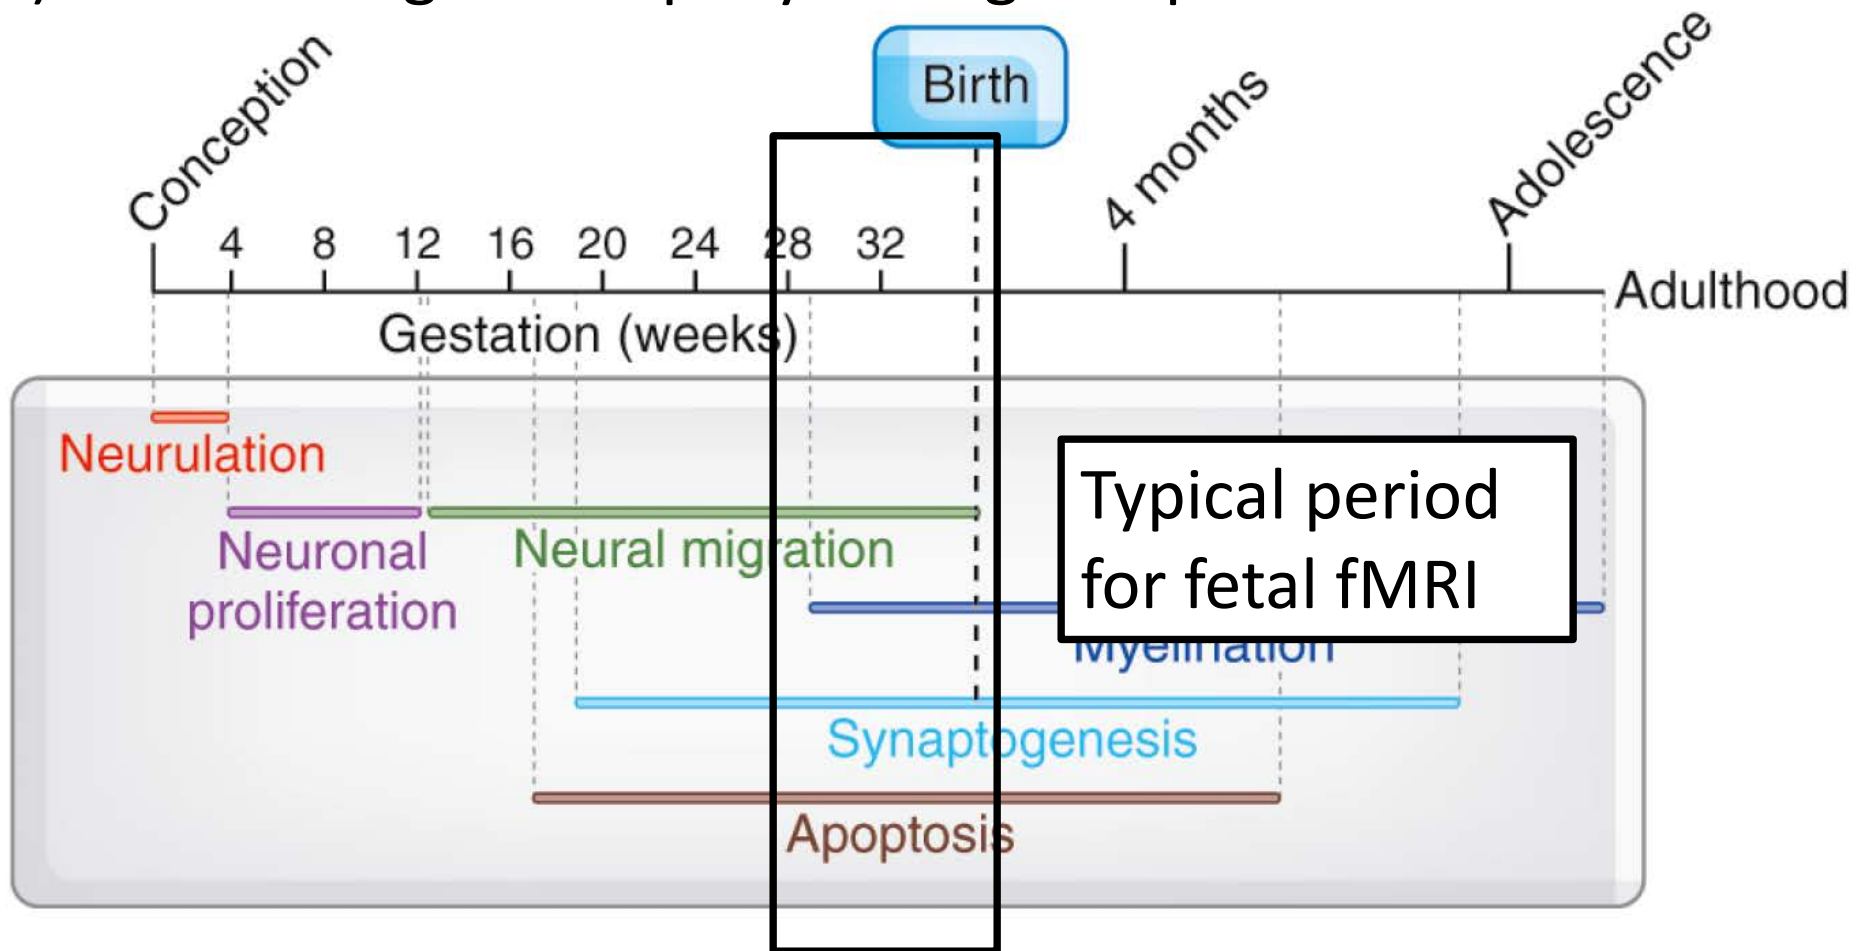 Birth
Conception
4 months
Adolescence
4 8 12 16 20 24 28 32
Adulthood
Gestation (weeks)
Neurulation
Typical period
for fetal fMRI
Neuronal
proliferation
Neural migration
Myelination
Synaptogenesis
Apoptosis